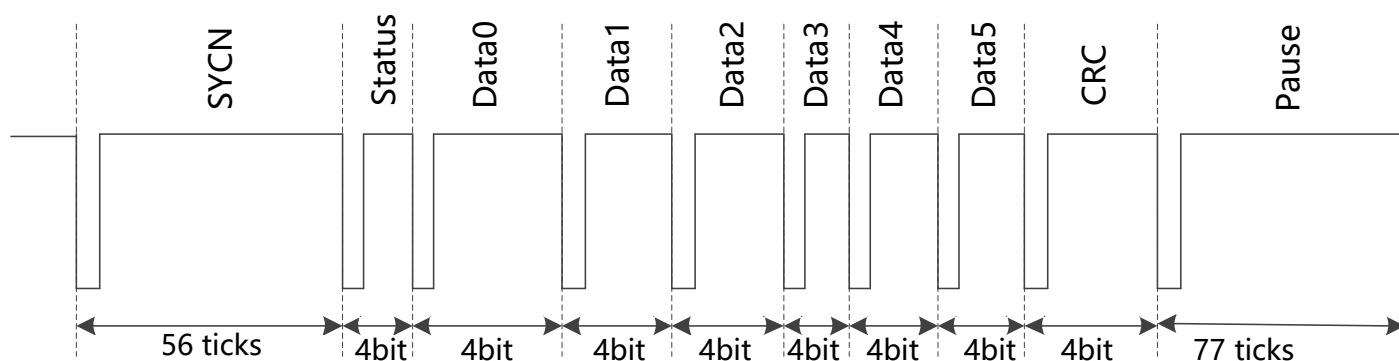 SYCN
Status
Data0
Data1
Data2
Data3
Data4
Data5
CRC
Pause
56 ticks
4bit
4bit
4bit
4bit
4bit
4bit
4bit
4bit
77 ticks